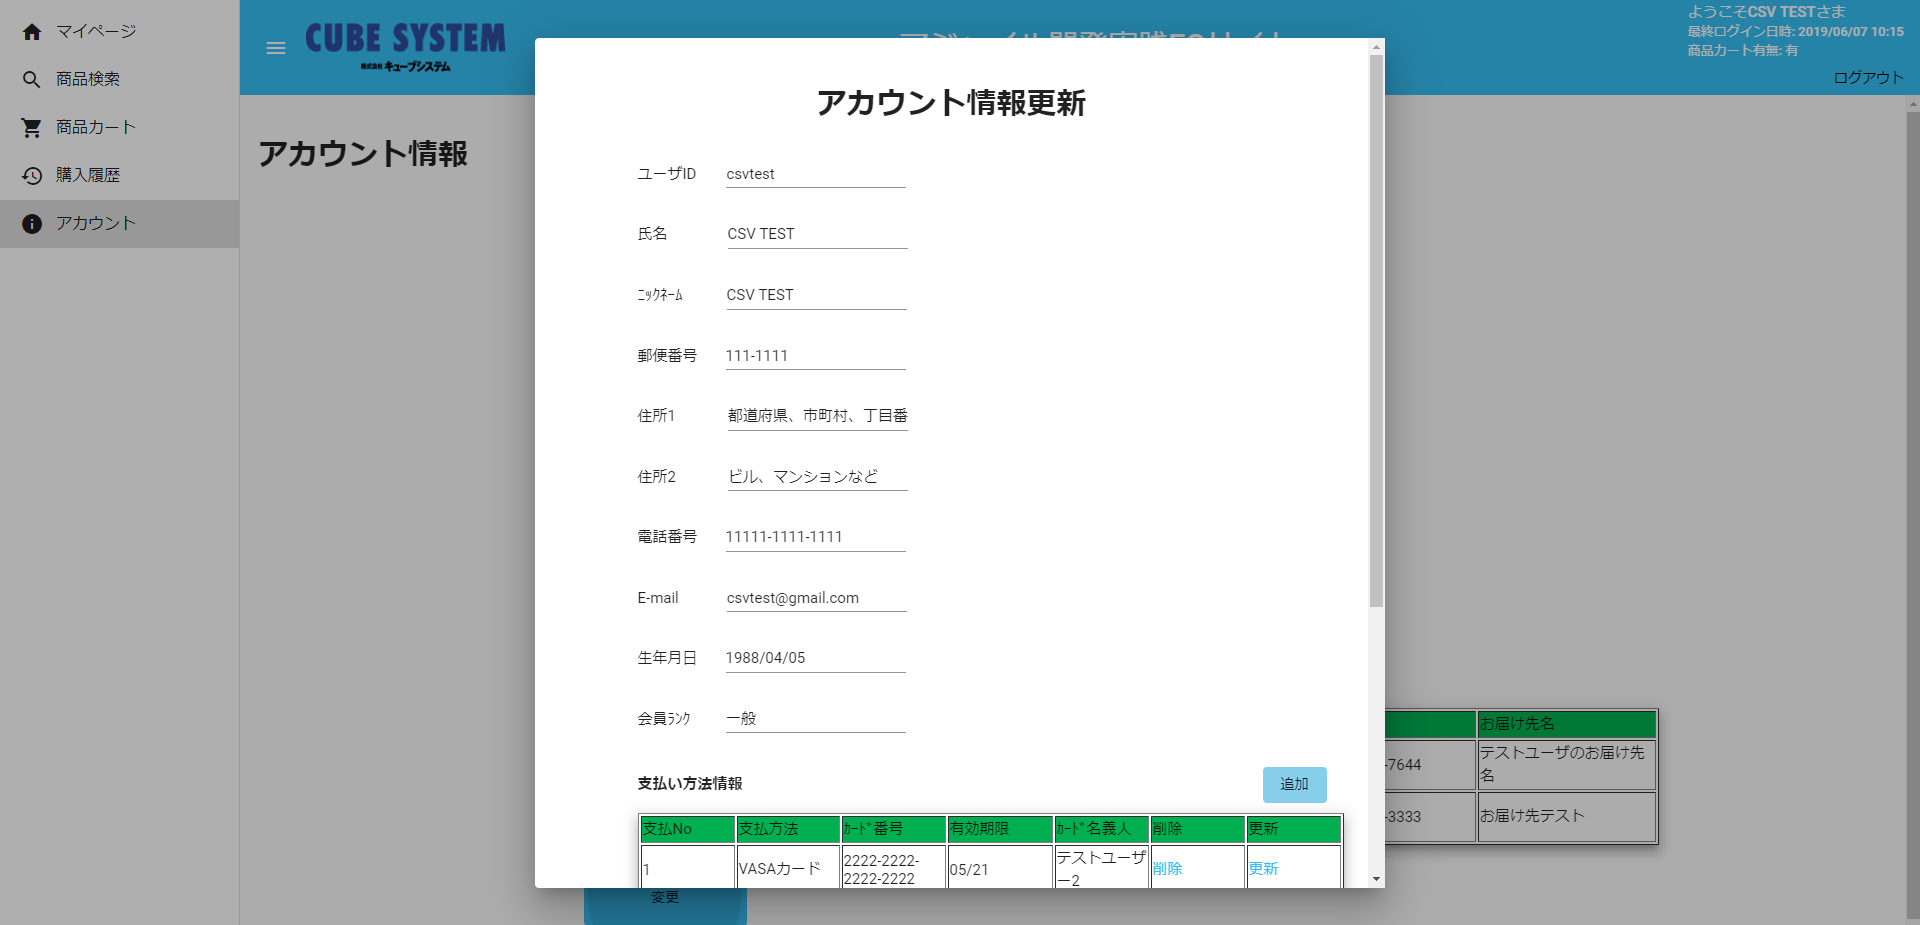 マイページ
商品検索
商品カート
購入履歴
アカウント
CUBE SYSTEM
株式会社 キューブシステム
ようこそCSV TESTさま
最終ログイン日時: 2019/06/07 10:15
商品カート有無: 有
ログアウト
アカウント情報
アカウント情報更新
ユーザID csvtest
氏名 CSV TEST
ﾆｯｸﾈｰﾑ CSV TEST
郵便番号 111-1111
住所1 都道府県、市町村、丁目番
住所2 ビル、マンションなど
電話番号 11111-1111-1111
E-mail csvtest@gmail.com
生年月日 1988/04/05
会員ﾗﾝｸ 一般
支払い方法情報 追加
支払No 支払方法 ｶｰﾄﾞ番号 有効期限 ｶｰﾄﾞ名義人 削除 更新
1 VASAカード 2222-2222-2222-2222 05/21 テストユーザー2 削除 更新
お届け先名
-7644 テストユーザのお届け先名
-3333 お届け先テスト
変更